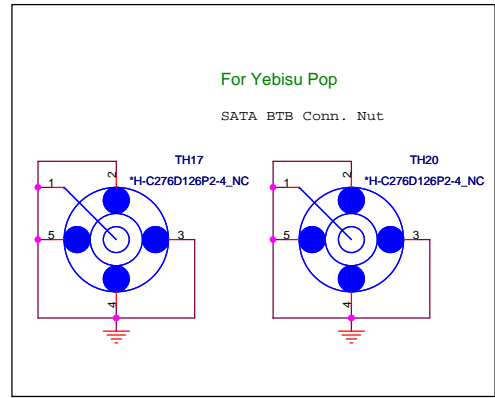 For Yebisu Pop
SATA BTB Conn. Nut
TH17
*H-C276D126P2-4_NC
2
1
5
3
4
TH20
*H-C276D126P2-4_NC
2
1
5
3
4